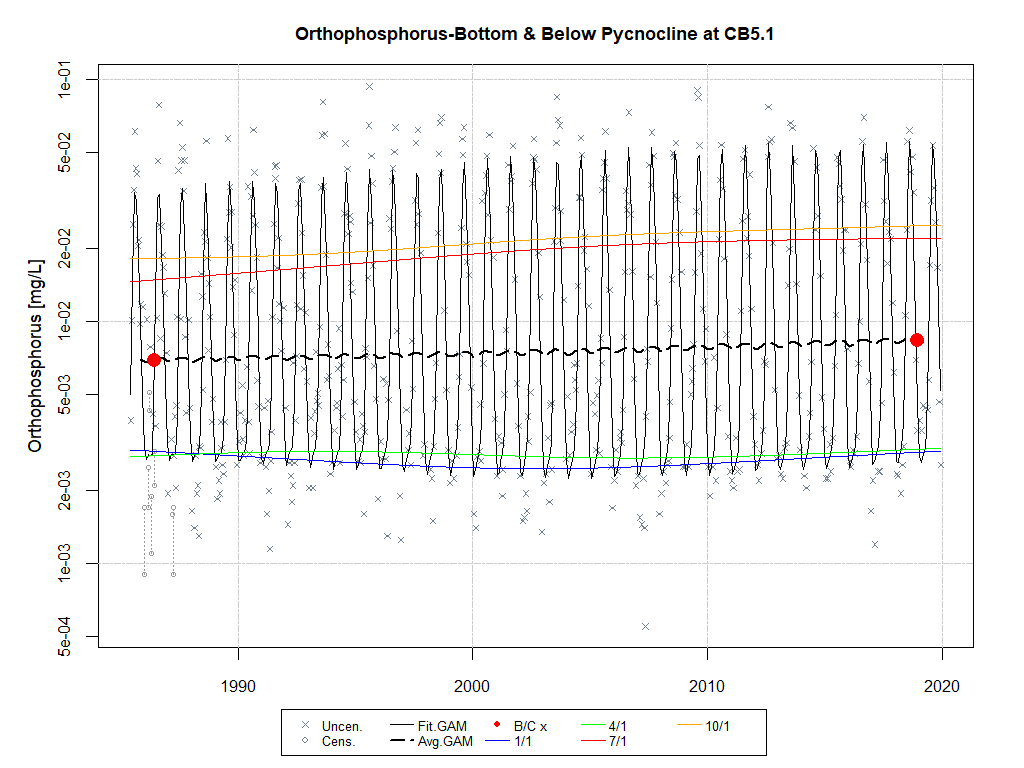 Orthophosphorus-Bottom & Below Pycnocline at CB5.1
Orthophosphorus [mg/L]
1e-01
5e-02
2e-02
1e-02
5e-03
2e-03
1e-03
5e-04
1990 2000 2010 2020
Uncen. Fit.GAM B/C x 4/1 10/1
Cens. Avg.GAM 1/1 7/1